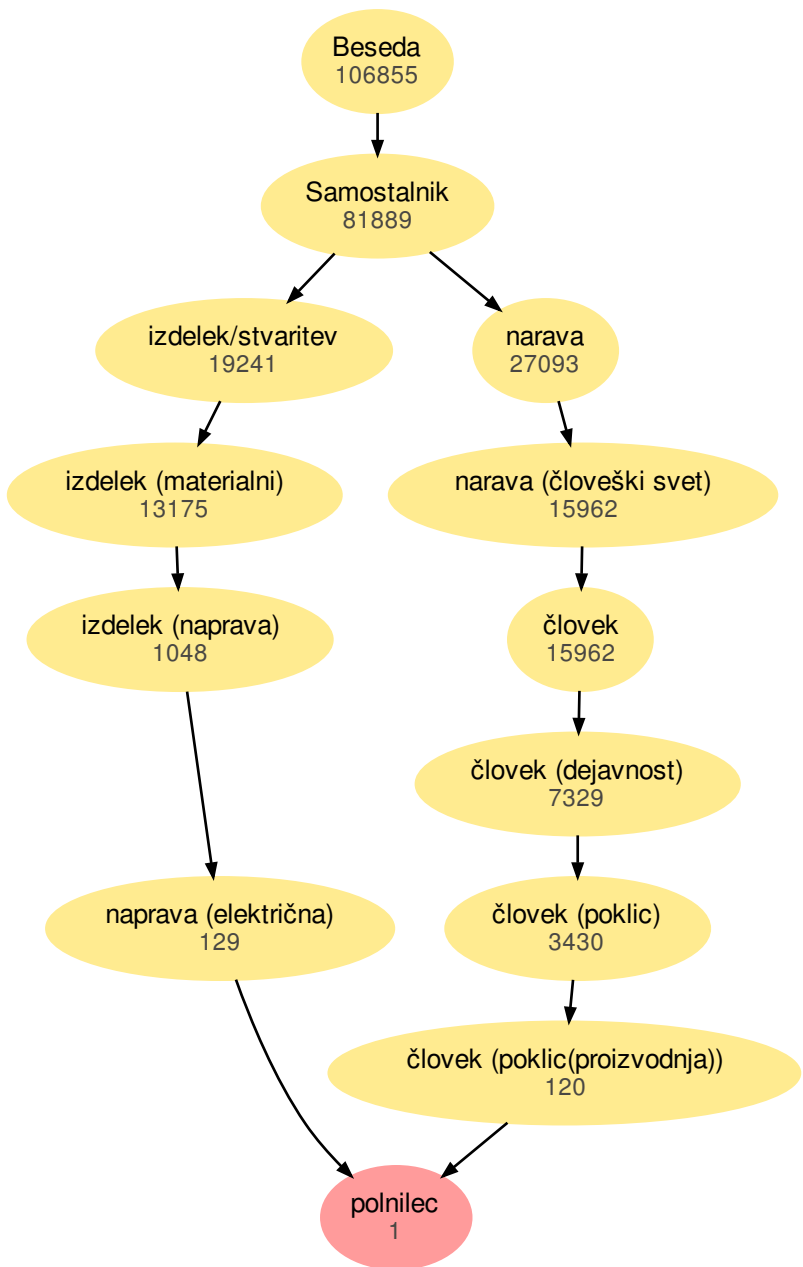 Beseda
106855
Samostalnik
81889
izdelek/stvaritev
19241
narava
27093
izdelek (materialni)
13175
narava (človeški svet)
15962
izdelek (naprava)
1048
človek
15962
človek (dejavnost)
7329
naprava (električna)
129
človek (poklic)
3430
človek (poklic(proizvodnja))
120
polnilec
1